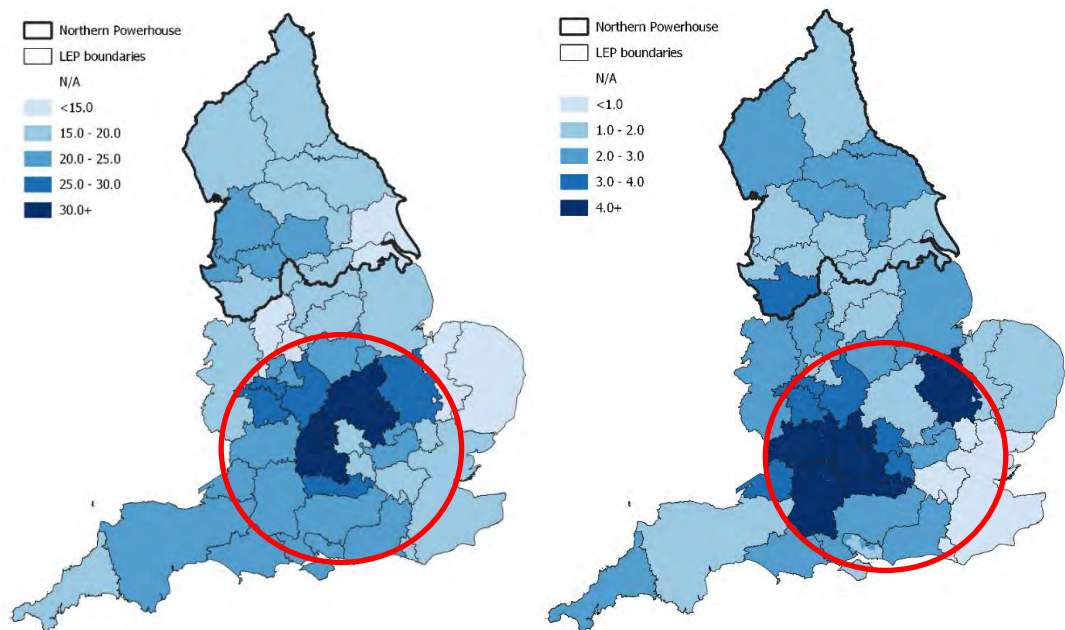 Northern Powerhouse
LEP boundaries
N/A
<15.0
15.0 - 20.0
20.0 - 25.0
25.0 - 30.0
30.0+
Northern Powerhouse
LEP boundaries
N/A
<1.0
1.0 - 2.0
2.0 - 3.0
3.0 - 4.0
4.0+